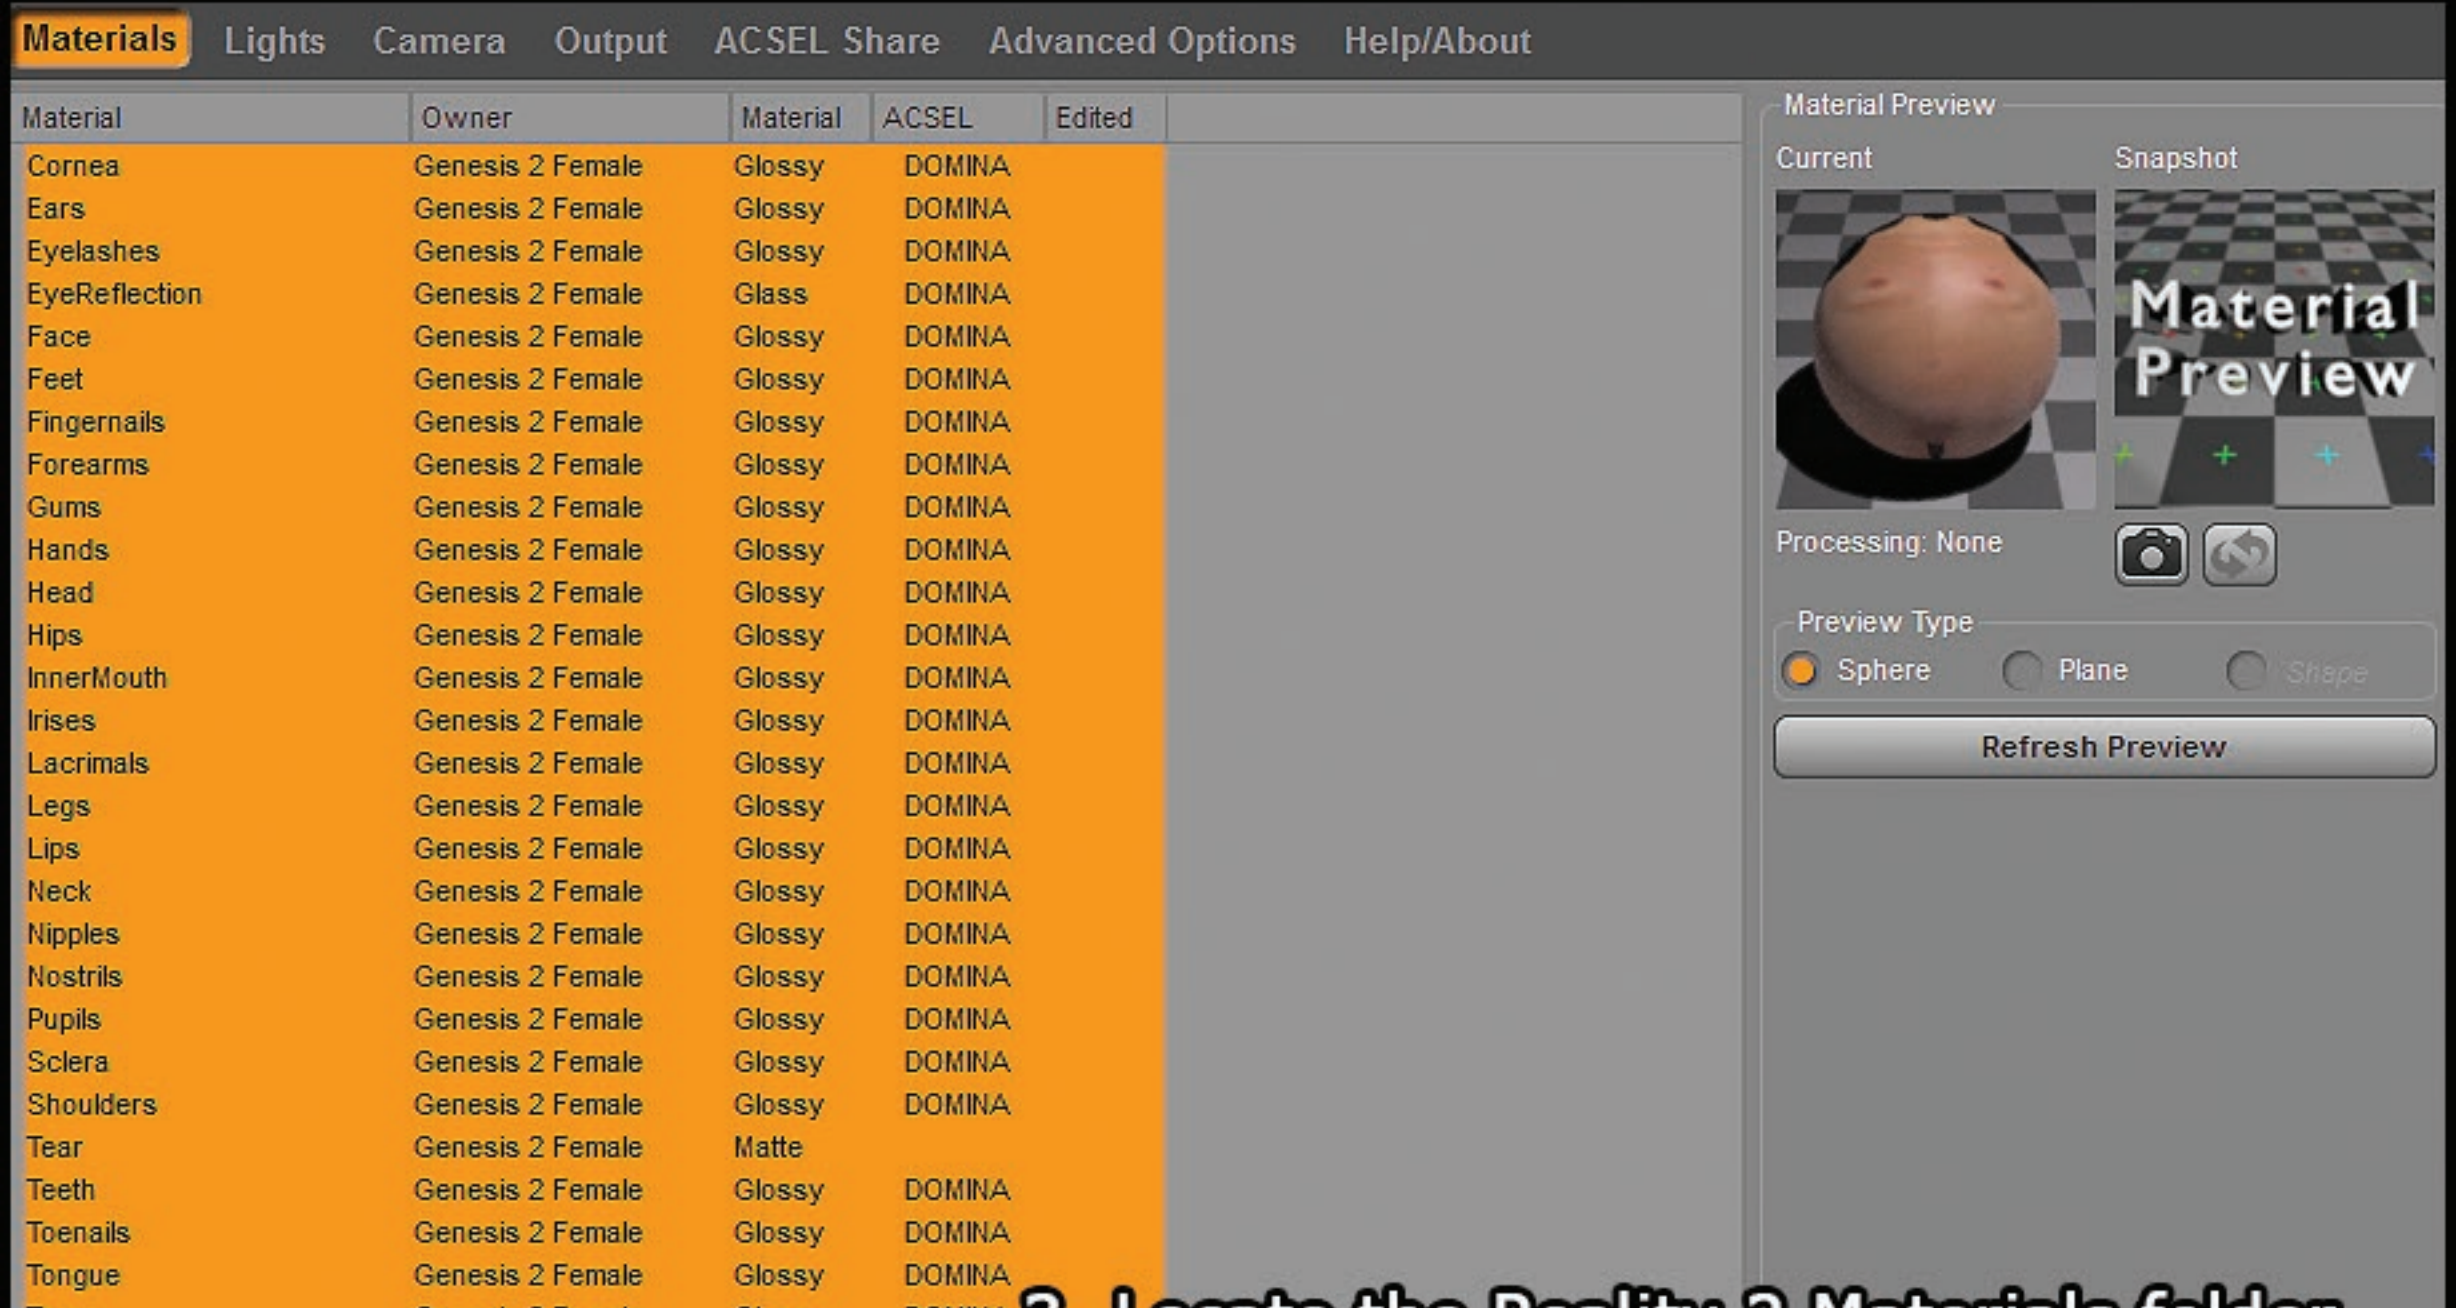 Materials Lights Camera Output ACSEL Share Advanced Options Help/About
Material Owner Material ACSEL Edited
Cornea Genesis 2 Female Glossy DOMINA
Ears Genesis 2 Female Glossy DOMINA
Eyelashes Genesis 2 Female Glossy DOMINA
EyeReflection Genesis 2 Female Glass DOMINA
Face Genesis 2 Female Glossy DOMINA
Feet Genesis 2 Female Glossy DOMINA
Fingernails Genesis 2 Female Glossy DOMINA
Forearms Genesis 2 Female Glossy DOMINA
Gums Genesis 2 Female Glossy DOMINA
Hands Genesis 2 Female Glossy DOMINA
Head Genesis 2 Female Glossy DOMINA
Hips Genesis 2 Female Glossy DOMINA
InnerMouth Genesis 2 Female Glossy DOMINA
Irises Genesis 2 Female Glossy DOMINA
Lacrimals Genesis 2 Female Glossy DOMINA
Legs Genesis 2 Female Glossy DOMINA
Lips Genesis 2 Female Glossy DOMINA
Neck Genesis 2 Female Glossy DOMINA
Nipples Genesis 2 Female Glossy DOMINA
Nostrils Genesis 2 Female Glossy DOMINA
Pupils Genesis 2 Female Glossy DOMINA
Sclera Genesis 2 Female Glossy DOMINA
Shoulders Genesis 2 Female Glossy DOMINA
Tear Genesis 2 Female Matte
Teeth Genesis 2 Female Glossy DOMINA
Toenails Genesis 2 Female Glossy DOMINA
Tongue Genesis 2 Female Glossy DOMINA
Material Preview
Current Snapshot
Material
Preview
Processing: None
Preview Type
Sphere Plane Shape
Refresh Preview
Locate the Reality 2 Materials folder